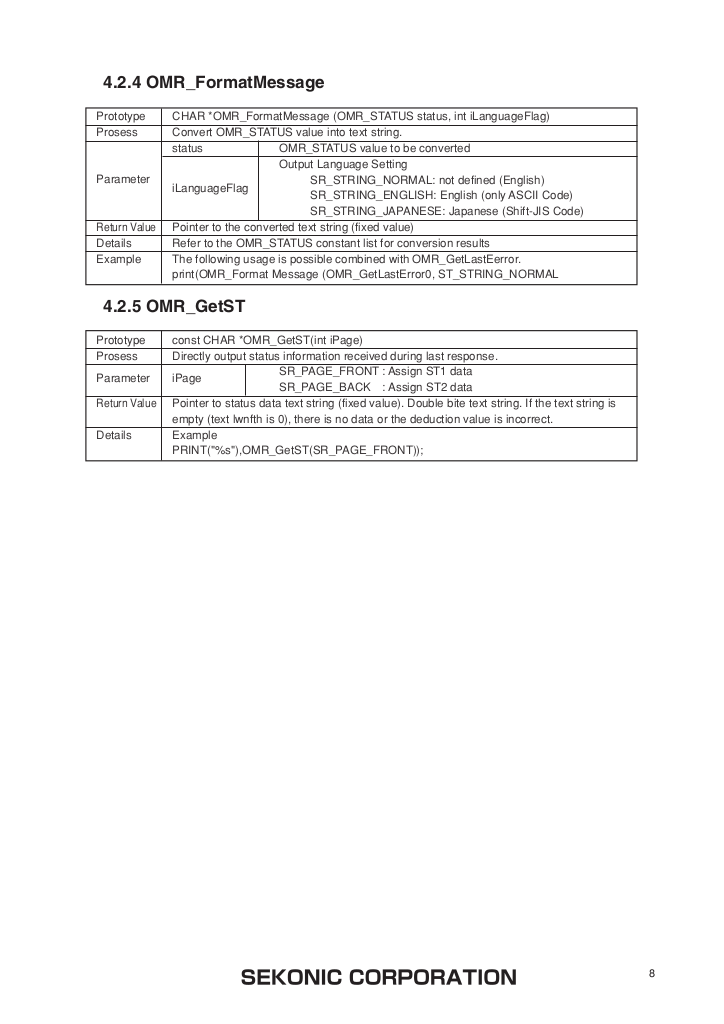 4.2.4 OMR_FormatMessage
Prototype CHAR *OMR_FormatMessage (OMR_STATUS status, int iLanguageFlag)
Prosess Convert OMR_STATUS value into text string.
Parameter status OMR_STATUS value to be converted
iLanguageFlag Output Language Setting
SR_STRING_NORMAL: not defined (English)
SR_STRING_ENGLISH: English (only ASCII Code)
SR_STRING_JAPANESE: Japanese (Shift-JIS Code)
Return Value Pointer to the converted text string (fixed value)
Details Refer to the OMR_STATUS constant list for conversion results
Example The following usage is possible combined with OMR_GetLastEerror.
print(OMR_Format Message (OMR_GetLastEerror0, ST_STRING_NORMAL
4.2.5 OMR_GetST
Prototype const CHAR *OMR_GetST(int iPage)
Prosess Directly output status information received during last response.
Parameter iPage SR_PAGE_FRONT : Assign ST1 data
SR_PAGE_BACK : Assign ST2 data
Return Value Pointer to status data text string (fixed value). Double bite text string. If the text string is
empty (text lwnfth is 0), there is no data or the deduction value is incorrect.
Details Example
PRINT("%s"),OMR_GetST(SR_PAGE_FRONT));
SEKONIC CORPORATION
8